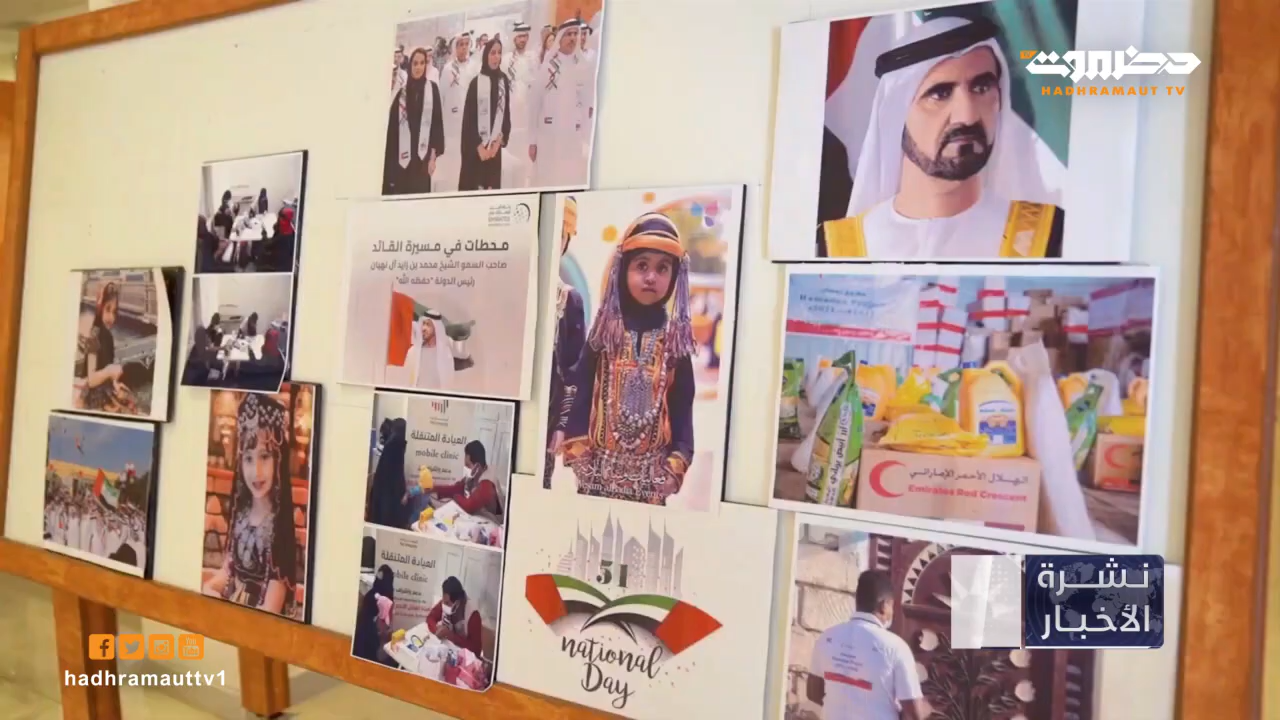 حضرموت
HADHRAMAUT TV
محطات في مسيرة القائد
صاحب السمو الشيخ محمد بن زايد آل نهيان
رئيس الدولة "حفظه الله"
العيادة المتنقلة
mobile clinic
العيادة المتنقلة
mobile clinic
الهلال الأحمر الإماراتي
Emirates Red Crescent
51
national
Day
نشرة
الأخبار
hadhramauttv1